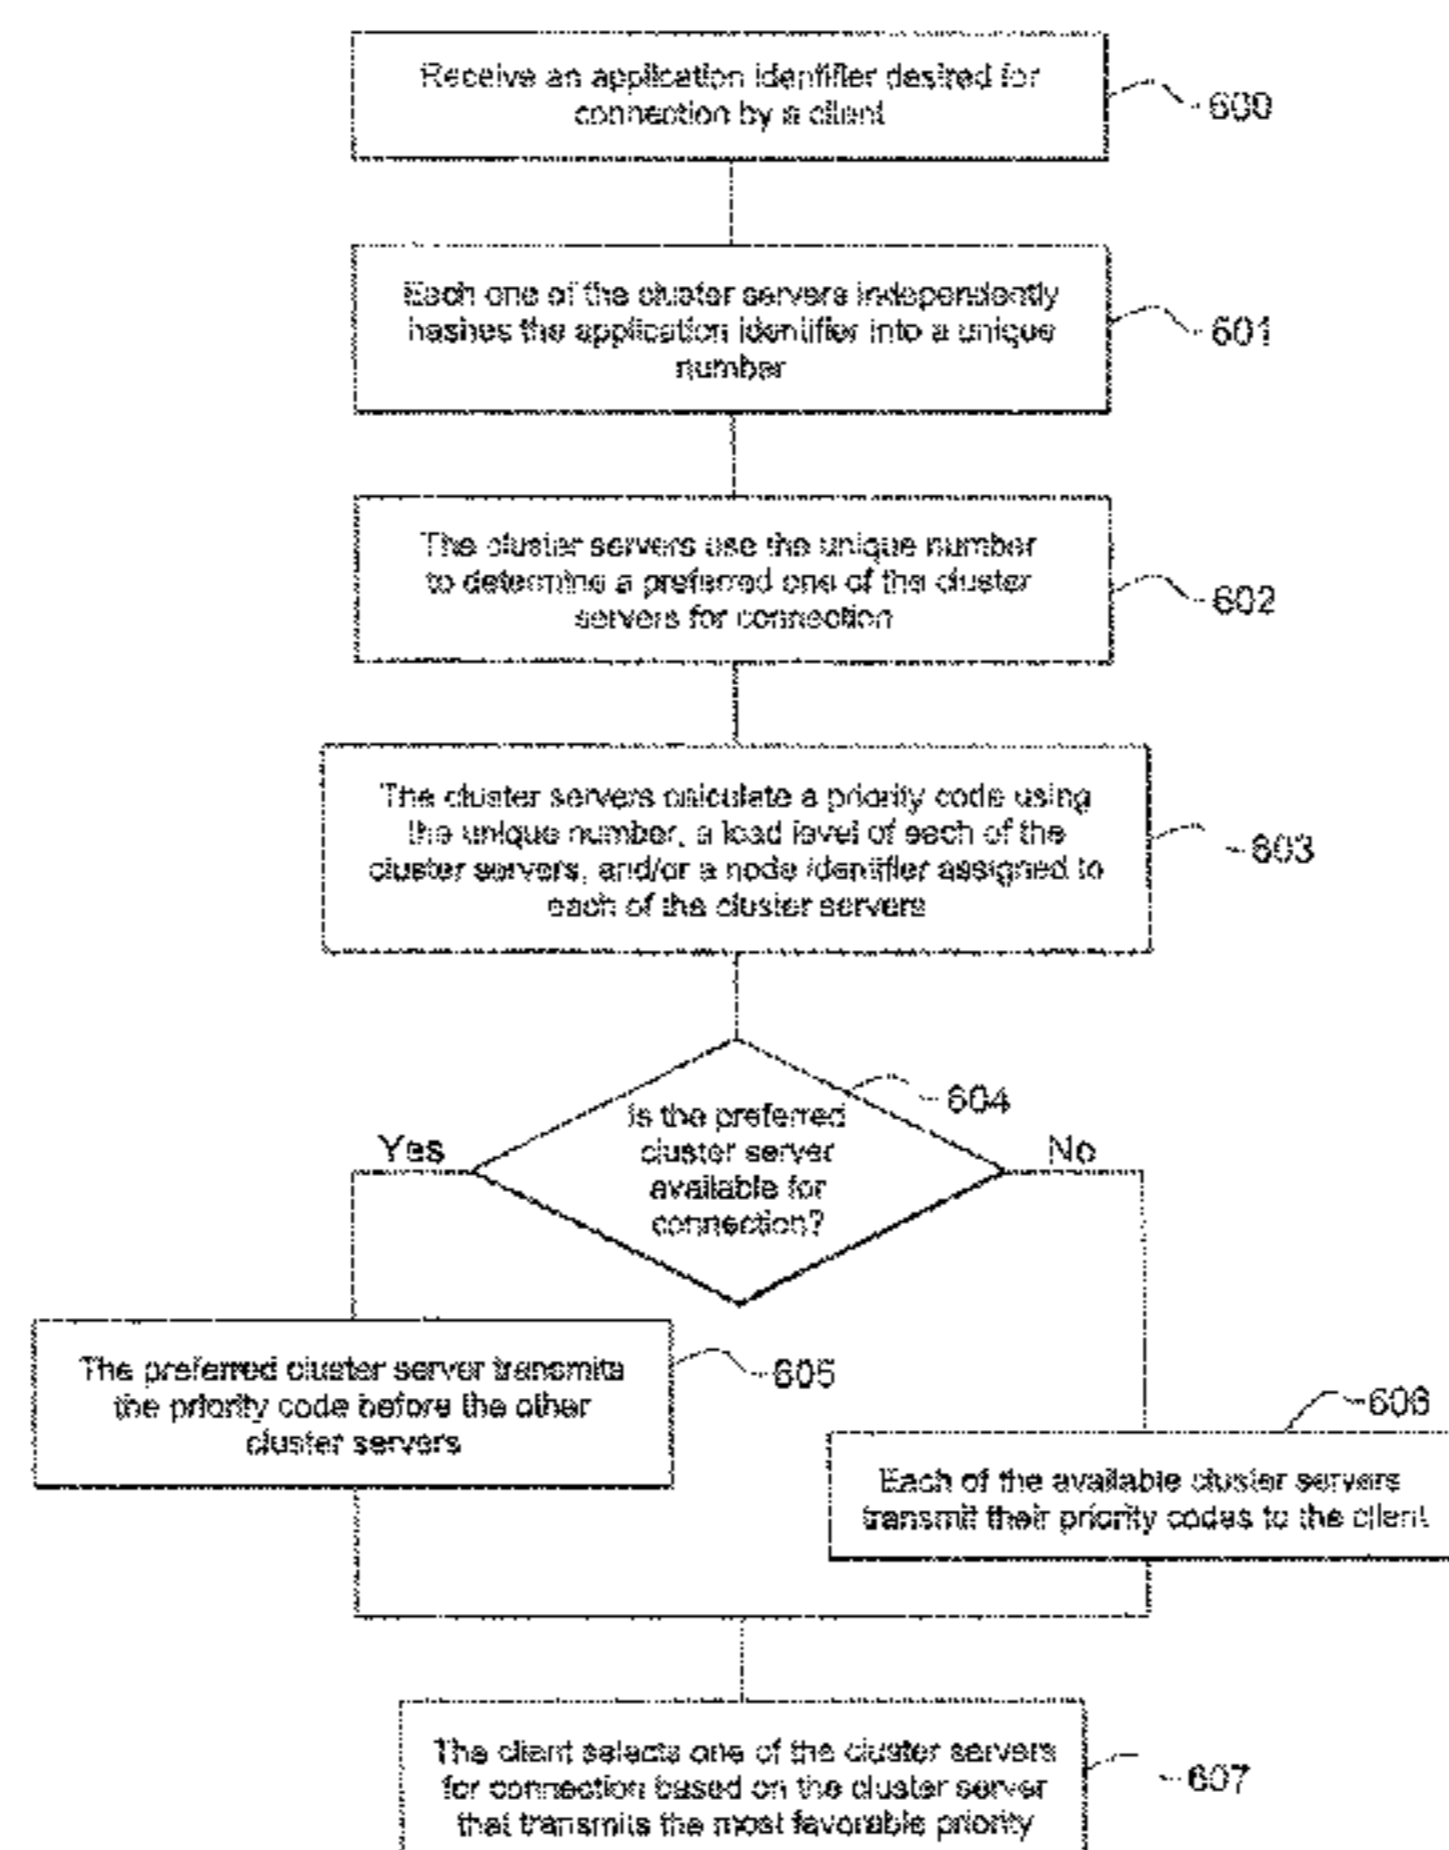 Receive an application identifier desired for
connection by a client
600
Each one of the cluster servers independently
hashes the application identifier into a unique
number
601
The cluster servers use the unique number
to determine a preferred one of the cluster
servers for connection
602
The cluster servers calculate a priority code using
the unique number, a load level of each of the
cluster servers, and/or a node identifier assigned to
each of the cluster servers
603
604
Is the preferred
cluster server
available for
connection?
Yes
No
The preferred cluster server transmits
the priority code before the other
cluster servers
605
606
Each of the available cluster servers
transmit their priority codes to the client
The client selects one of the cluster servers
for connection based on the cluster server
that transmits the most favorable priority
607